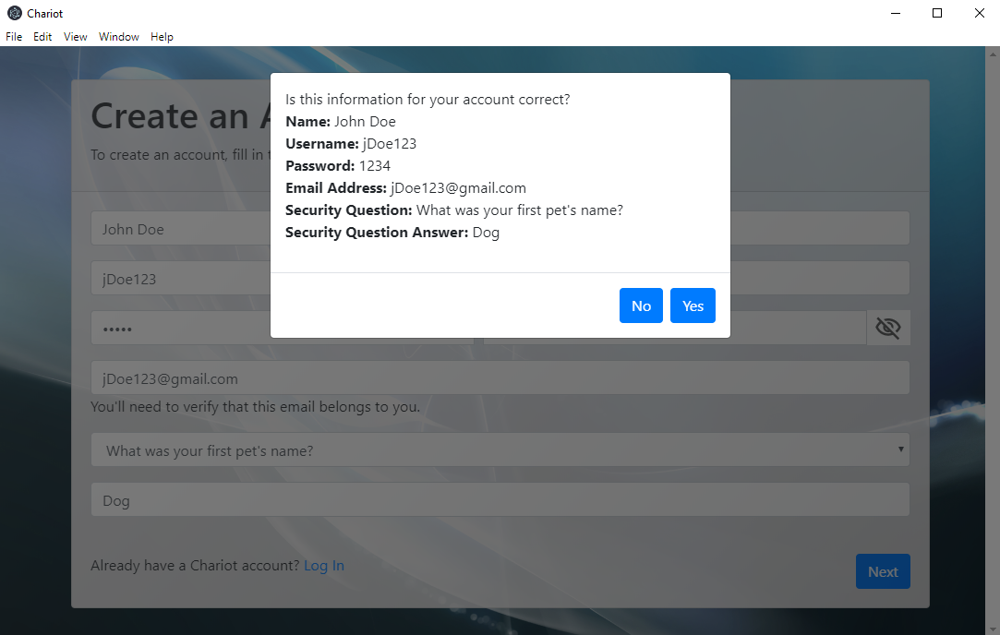 Chariot
File Edit View Window Help
Is this information for your account correct?
Name: John Doe
Username: jDoe123
Password: 1234
Email Address: jDoe123@gmail.com
Security Question: What was your first pet's name?
Security Question Answer: Dog
No Yes
Create an A
To create an account, fill in t
John Doe
jDoe123
•••••
jDoe123@gmail.com
You'll need to verify that this email belongs to you.
What was your first pet's name?
Dog
Already have a Chariot account? Log In
Next